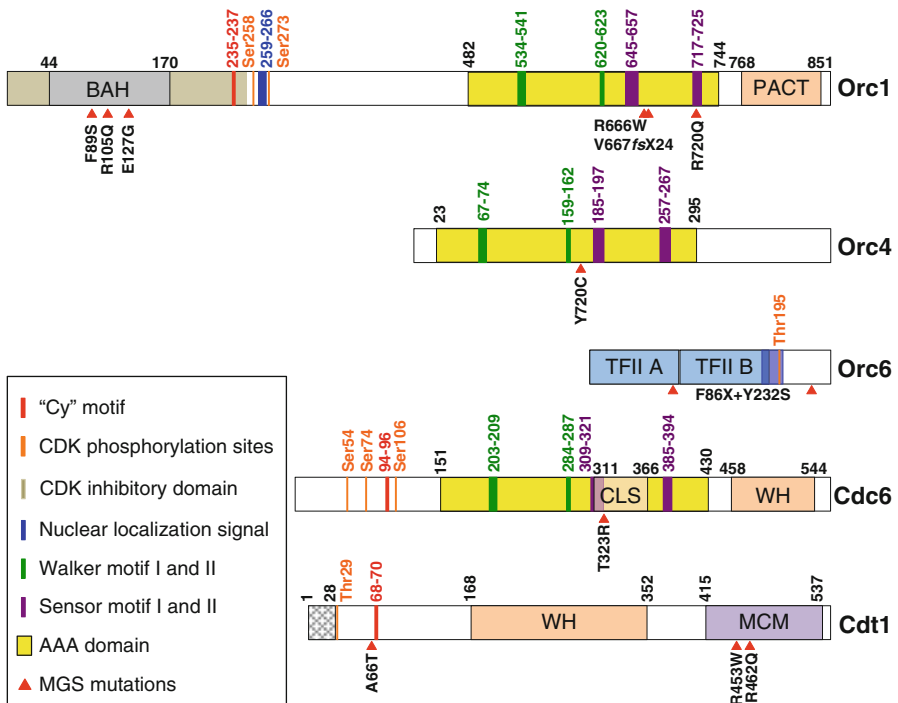 235-237
Ser258
259-266
Ser273
534-541
620-623
645-657
717-725
44
170
482
744
768
851
BAH
PACT
Orc1
F89S
R105Q
E127G
R666W
V667fsX24
R720Q
67-74
159-162
185-197
257-267
23
295
Orc4
Y720C
Thr195
TFII A
TFII B
Orc6
F86X+Y232S
"Cy" motif
CDK phosphorylation sites
CDK inhibitory domain
Nuclear localization signal
Walker motif I and II
Sensor motif I and II
AAA domain
MGS mutations
Ser54
Ser74
94-96
Ser106
151
203-209
284-287
309-321
311
366
385-394
430
458
544
CLS
WH
Cdc6
T323R
1
28
Thr29
68-70
168
352
415
537
WH
MCM
Cdt1
A66T
R453W
R462Q